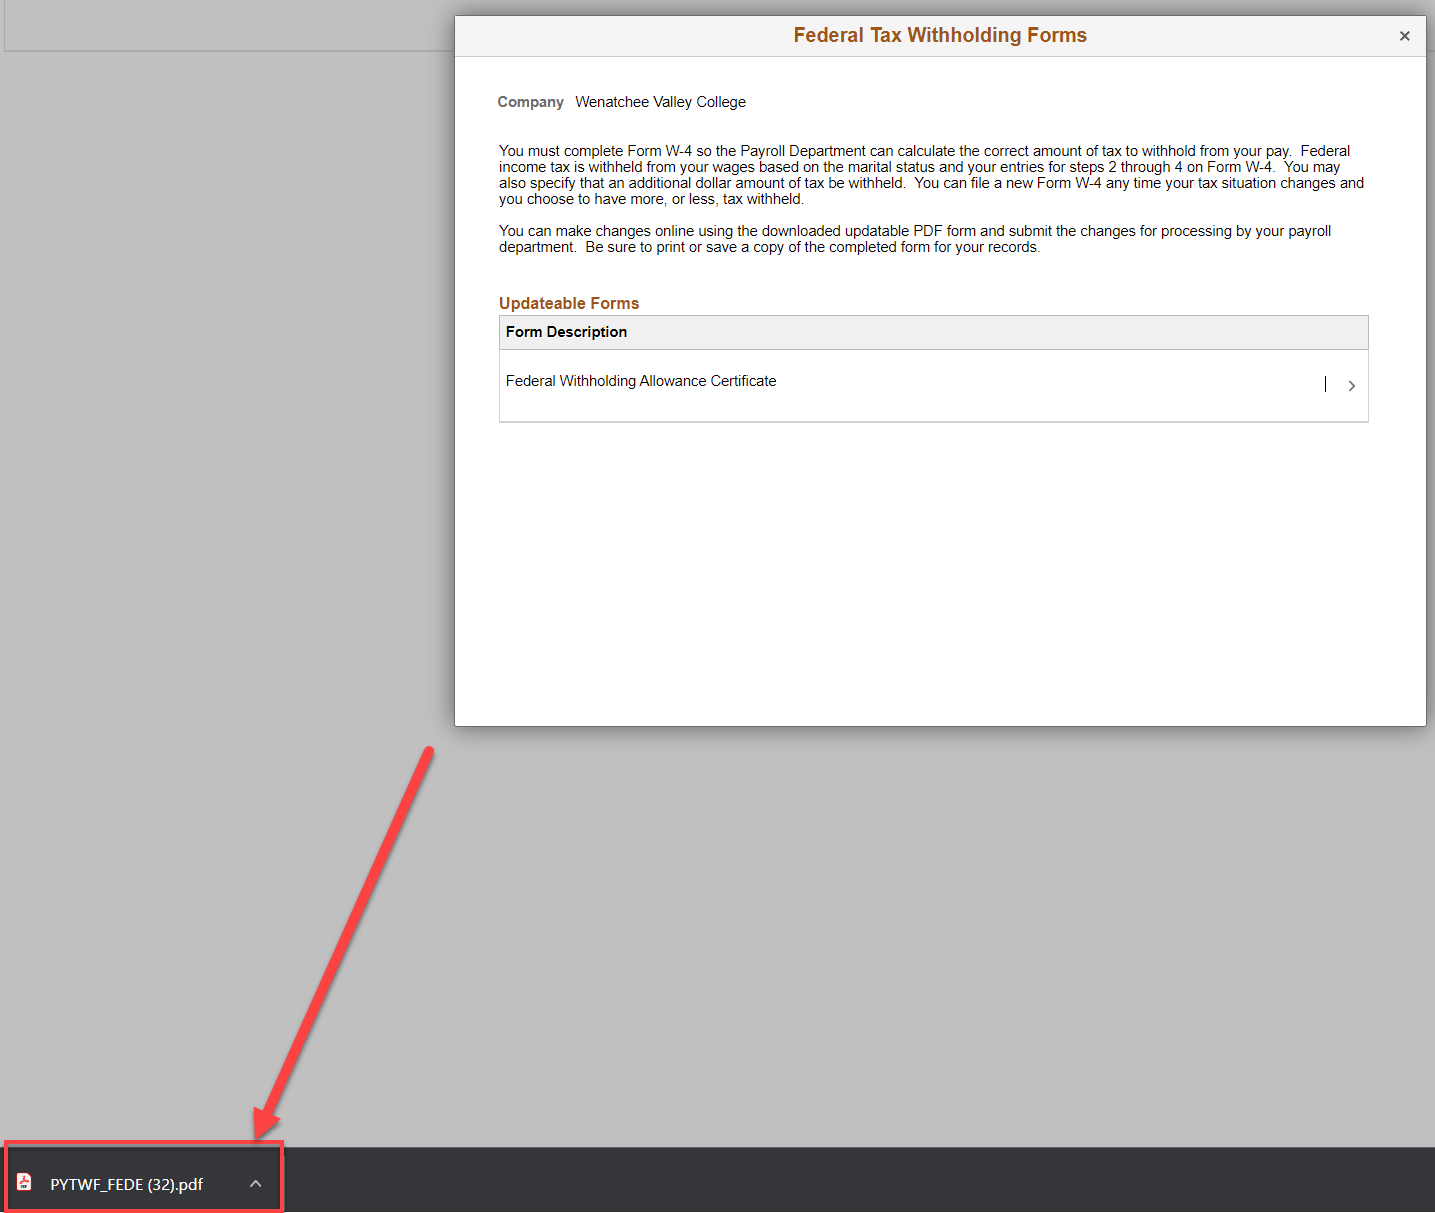 Federal Tax Withholding Forms
×
Company Wenatchee Valley College
You must complete Form W-4 so the Payroll Department can calculate the correct amount of tax to withhold from your pay.  Federal
income tax is withheld from your wages based on the marital status and your entries for steps 2 through 4 on Form W-4.  You may
also specify that an additional dollar amount of tax be withheld.  You can file a new Form W-4 any time your tax situation changes and
you choose to have more, or less, tax withheld.
You can make changes online using the downloaded updatable PDF form and submit the changes for processing by your payroll
department.  Be sure to print or save a copy of the completed form for your records.
Updateable Forms
Form Description
Federal Withholding Allowance Certificate
PYTWF_FEDE (32).pdf